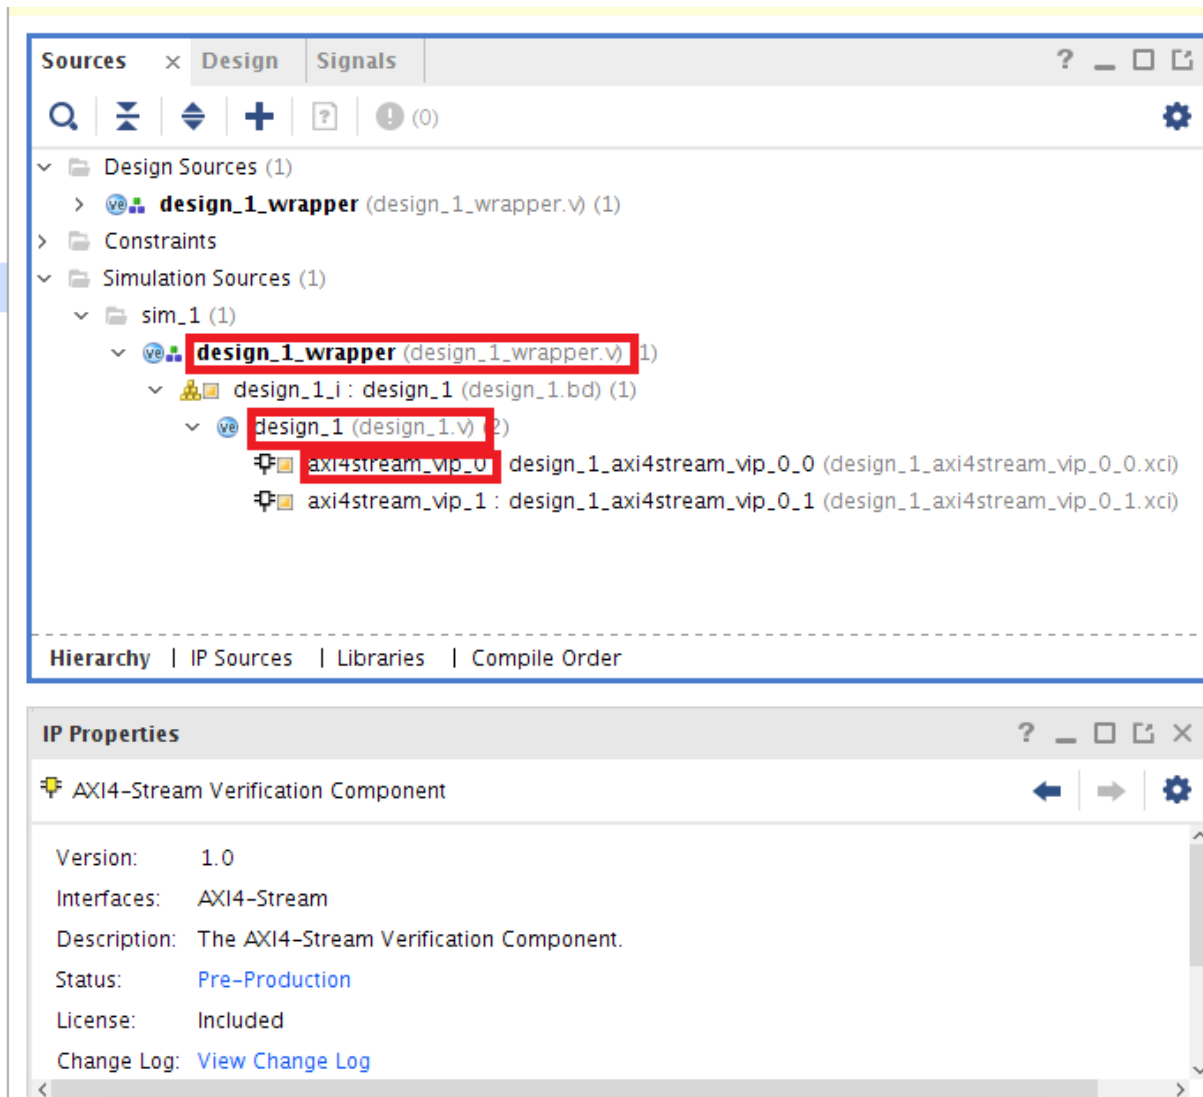 Sources × Design Signals ?
(0)
Design Sources (1)
design_1_wrapper (design_1_wrapper.v) (1)
Constraints
Simulation Sources (1)
sim_1 (1)
design_1_wrapper (design_1_wrapper.v) (1)
design_1_i : design_1 (design_1.bd) (1)
design_1 (design_1.v) (2)
axi4stream_vip_0 : design_1_axi4stream_vip_0_0 (design_1_axi4stream_vip_0_0.xci)
axi4stream_vip_1 : design_1_axi4stream_vip_0_1 (design_1_axi4stream_vip_0_1.xci)
Hierarchy | IP Sources | Libraries | Compile Order
IP Properties ?
AXI4-Stream Verification Component
Version: 1.0
Interfaces: AXI4-Stream
Description: The AXI4-Stream Verification Component.
Status: Pre-Production
License: Included
Change Log: View Change Log